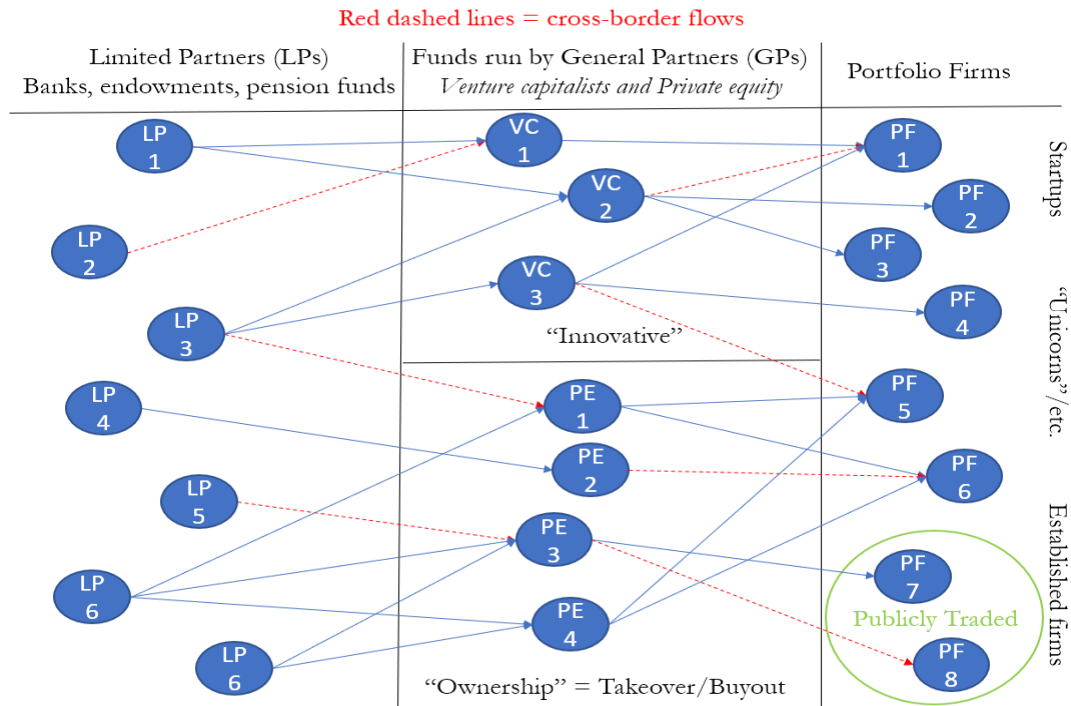 Red dashed lines = cross-border flows
Limited Partners (LPs)
Banks, endowments, pension funds
Funds run by General Partners (GPs)
Venture capitalists and Private equity
Portfolio Firms
LP
1
LP
2
LP
3
LP
4
LP
5
LP
6
LP
6
VC
1
VC
2
VC
3
“Innovative”
PE
1
PE
2
PE
3
PE
4
“Ownership” = Takeover/Buyout
PF
1
PF
2
PF
3
PF
4
PF
5
PF
6
PF
7
Publicly Traded
PF
8
Startups
“Unicorns”/etc.
Established firms